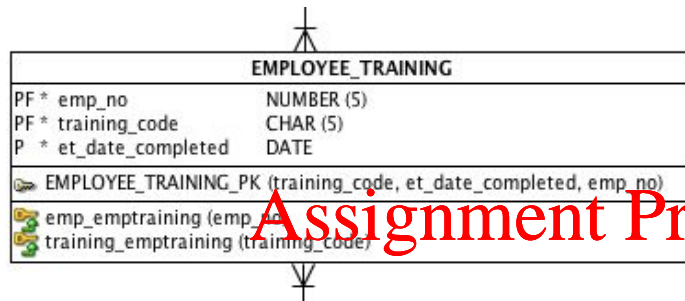 EMPLOYEE_TRAINING
PF * emp_no NUMBER (5)
PF * training_code CHAR (5)
P * et_date_completed DATE
EMPLOYEE_TRAINING_PK (training_code, et_date_completed, emp_no)
emp_emptraining (emp_no)
training_emptraining (training_code)
Assignment Pr